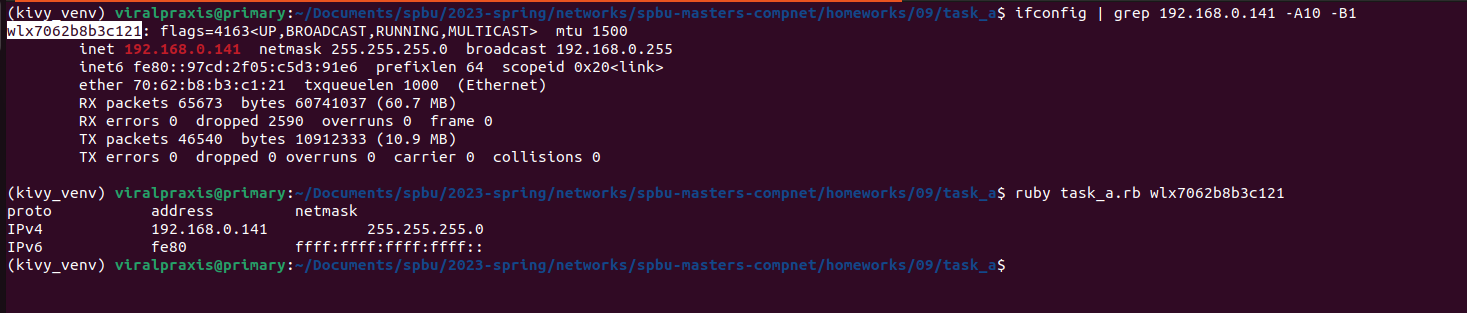 (kivy_venv) viralpraxis@primary:~/Documents/spbu/2023-spring/networks/spbu-masters-compnet/homeworks/09/task_a$ ifconfig | grep 192.168.0.141 -A10 -B1
wlx7062b8b3c121: flags=4163<UP,BROADCAST,RUNNING,MULTICAST>  mtu 1500
        inet 192.168.0.141  netmask 255.255.255.0  broadcast 192.168.0.255
        inet6 fe80::97cd:2f05:c5d3:91e6  prefixlen 64  scopeid 0x20<link>
        ether 70:62:b8:b3:c1:21  txqueuelen 1000  (Ethernet)
        RX packets 65673  bytes 60741037 (60.7 MB)
        RX errors 0  dropped 2590  overruns 0  frame 0
        TX packets 46540  bytes 10912333 (10.9 MB)
        TX errors 0  dropped 0 overruns 0  carrier 0  collisions 0
(kivy_venv) viralpraxis@primary:~/Documents/spbu/2023-spring/networks/spbu-masters-compnet/homeworks/09/task_a$ ruby task_a.rb wlx7062b8b3c121
proto           address         netmask
IPv4            192.168.0.141           255.255.255.0
IPv6            fe80            ffff:ffff:ffff:ffff::
(kivy_venv) viralpraxis@primary:~/Documents/spbu/2023-spring/networks/spbu-masters-compnet/homeworks/09/task_a$